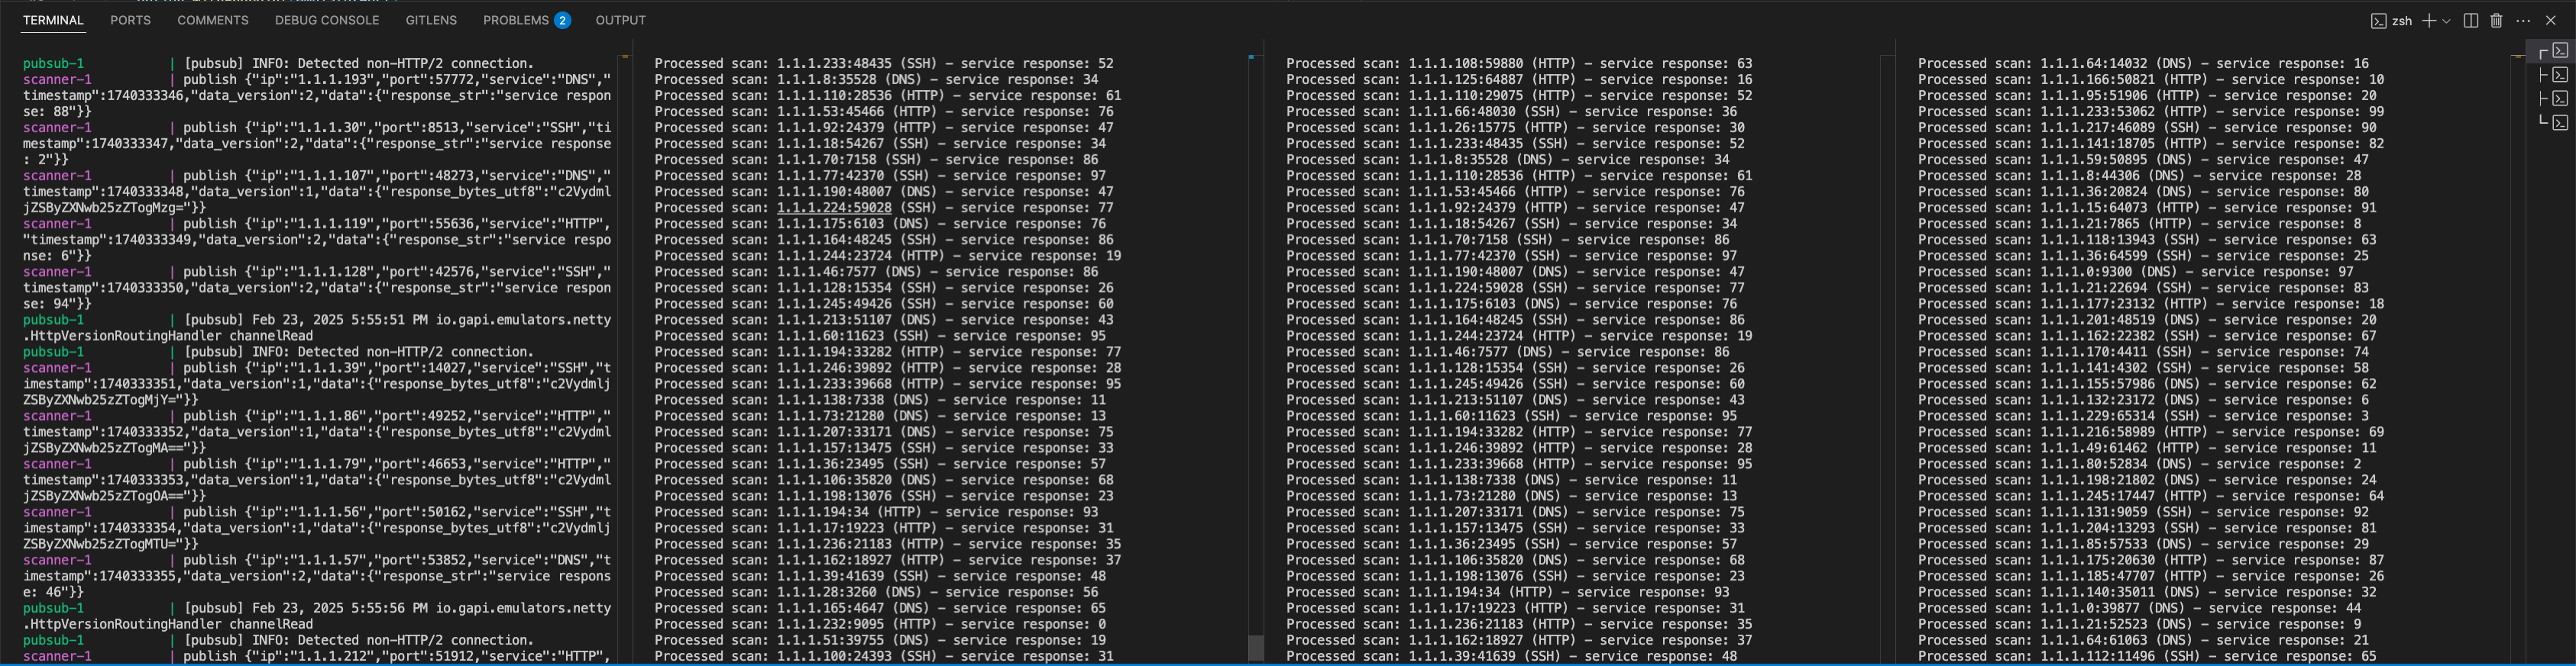 TERMINAL PORTS COMMENTS DEBUG CONSOLE GITLENS PROBLEMS 2 OUTPUT zsh
pubsub-1 | [pubsub] INFO: Detected non-HTTP/2 connection.
scanner-1 | publish {"ip":"1.1.1.193","port":57772,"service":"DNS","
timestamp":1740333346,"data_version":2,"data":{"response_str":"service respon
se: 88"}}
scanner-1 | publish {"ip":"1.1.1.30","port":8513,"service":"SSH","ti
mestamp":1740333347,"data_version":2,"data":{"response_str":"service response
: 2"}}
scanner-1 | publish {"ip":"1.1.1.107","port":48273,"service":"DNS","
timestamp":1740333348,"data_version":1,"data":{"response_bytes_utf8":"c2Vydml
jZSByZXNwb25zZTogMzg="}}
scanner-1 | publish {"ip":"1.1.1.119","port":55636,"service":"HTTP",
"timestamp":1740333349,"data_version":2,"data":{"response_str":"service respo
nse: 6"}}
scanner-1 | publish {"ip":"1.1.1.128","port":42576,"service":"SSH","
timestamp":1740333350,"data_version":2,"data":{"response_str":"service respon
se: 94"}}
pubsub-1 | [pubsub] Feb 23, 2025 5:55:51 PM io.gapi.emulators.netty
.HttpVersionRoutingHandler channelRead
pubsub-1 | [pubsub] INFO: Detected non-HTTP/2 connection.
scanner-1 | publish {"ip":"1.1.1.39","port":14027,"service":"SSH","t
imestamp":1740333351,"data_version":1,"data":{"response_bytes_utf8":"c2Vydmlj
ZSByZXNwb25zZTogMjY="}}
scanner-1 | publish {"ip":"1.1.1.86","port":49252,"service":"HTTP","
timestamp":1740333352,"data_version":1,"data":{"response_bytes_utf8":"c2Vydml
jZSByZXNwb25zZTogMA=="}}
scanner-1 | publish {"ip":"1.1.1.79","port":46653,"service":"HTTP","
timestamp":1740333353,"data_version":1,"data":{"response_bytes_utf8":"c2Vydml
jZSByZXNwb25zZTogOA=="}}
scanner-1 | publish {"ip":"1.1.1.56","port":50162,"service":"SSH","t
imestamp":1740333354,"data_version":1,"data":{"response_bytes_utf8":"c2Vydmlj
ZSByZXNwb25zZTogMTU="}}
scanner-1 | publish {"ip":"1.1.1.57","port":53852,"service":"DNS","t
imestamp":1740333355,"data_version":2,"data":{"response_str":"service respons
e: 46"}}
pubsub-1 | [pubsub] Feb 23, 2025 5:55:56 PM io.gapi.emulators.netty
.HttpVersionRoutingHandler channelRead
pubsub-1 | [pubsub] INFO: Detected non-HTTP/2 connection.
scanner-1 | publish {"ip":"1.1.1.212","port":51912,"service":"HTTP",
Processed scan: 1.1.1.233:48435 (SSH) – service response: 52
Processed scan: 1.1.1.8:35528 (DNS) – service response: 34
Processed scan: 1.1.1.110:28536 (HTTP) – service response: 61
Processed scan: 1.1.1.53:45466 (HTTP) – service response: 76
Processed scan: 1.1.1.92:24379 (HTTP) – service response: 47
Processed scan: 1.1.1.18:54267 (SSH) – service response: 34
Processed scan: 1.1.1.70:7158 (SSH) – service response: 86
Processed scan: 1.1.1.77:42370 (SSH) – service response: 97
Processed scan: 1.1.1.190:48007 (DNS) – service response: 47
Processed scan: 1.1.1.224:59028 (SSH) – service response: 77
Processed scan: 1.1.1.175:6103 (DNS) – service response: 76
Processed scan: 1.1.1.164:48245 (SSH) – service response: 86
Processed scan: 1.1.1.244:23724 (HTTP) – service response: 19
Processed scan: 1.1.1.46:7577 (DNS) – service response: 86
Processed scan: 1.1.1.128:15354 (SSH) – service response: 26
Processed scan: 1.1.1.245:49426 (SSH) – service response: 60
Processed scan: 1.1.1.213:51107 (DNS) – service response: 43
Processed scan: 1.1.1.60:11623 (SSH) – service response: 95
Processed scan: 1.1.1.194:33282 (HTTP) – service response: 77
Processed scan: 1.1.1.246:39892 (HTTP) – service response: 28
Processed scan: 1.1.1.233:39668 (HTTP) – service response: 95
Processed scan: 1.1.1.138:7338 (DNS) – service response: 11
Processed scan: 1.1.1.73:21280 (DNS) – service response: 13
Processed scan: 1.1.1.207:33171 (DNS) – service response: 75
Processed scan: 1.1.1.157:13475 (SSH) – service response: 33
Processed scan: 1.1.1.36:23495 (SSH) – service response: 57
Processed scan: 1.1.1.106:35820 (DNS) – service response: 68
Processed scan: 1.1.1.198:13076 (SSH) – service response: 23
Processed scan: 1.1.1.194:34 (HTTP) – service response: 93
Processed scan: 1.1.1.17:19223 (HTTP) – service response: 31
Processed scan: 1.1.1.236:21183 (HTTP) – service response: 35
Processed scan: 1.1.1.162:18927 (HTTP) – service response: 37
Processed scan: 1.1.1.39:41639 (SSH) – service response: 48
Processed scan: 1.1.1.28:3260 (DNS) – service response: 56
Processed scan: 1.1.1.165:4647 (DNS) – service response: 65
Processed scan: 1.1.1.232:9095 (HTTP) – service response: 0
Processed scan: 1.1.1.51:39755 (DNS) – service response: 19
Processed scan: 1.1.1.100:24393 (SSH) – service response: 31
Processed scan: 1.1.1.108:59880 (HTTP) – service response: 63
Processed scan: 1.1.1.125:64887 (HTTP) – service response: 16
Processed scan: 1.1.1.110:29075 (HTTP) – service response: 52
Processed scan: 1.1.1.66:48030 (SSH) – service response: 36
Processed scan: 1.1.1.26:15775 (HTTP) – service response: 30
Processed scan: 1.1.1.233:48435 (SSH) – service response: 52
Processed scan: 1.1.1.8:35528 (DNS) – service response: 34
Processed scan: 1.1.1.110:28536 (HTTP) – service response: 61
Processed scan: 1.1.1.53:45466 (HTTP) – service response: 76
Processed scan: 1.1.1.92:24379 (HTTP) – service response: 47
Processed scan: 1.1.1.18:54267 (SSH) – service response: 34
Processed scan: 1.1.1.70:7158 (SSH) – service response: 86
Processed scan: 1.1.1.77:42370 (SSH) – service response: 97
Processed scan: 1.1.1.190:48007 (DNS) – service response: 47
Processed scan: 1.1.1.224:59028 (SSH) – service response: 77
Processed scan: 1.1.1.175:6103 (DNS) – service response: 76
Processed scan: 1.1.1.164:48245 (SSH) – service response: 86
Processed scan: 1.1.1.244:23724 (HTTP) – service response: 19
Processed scan: 1.1.1.46:7577 (DNS) – service response: 86
Processed scan: 1.1.1.128:15354 (SSH) – service response: 26
Processed scan: 1.1.1.245:49426 (SSH) – service response: 60
Processed scan: 1.1.1.213:51107 (DNS) – service response: 43
Processed scan: 1.1.1.60:11623 (SSH) – service response: 95
Processed scan: 1.1.1.194:33282 (HTTP) – service response: 77
Processed scan: 1.1.1.246:39892 (HTTP) – service response: 28
Processed scan: 1.1.1.233:39668 (HTTP) – service response: 95
Processed scan: 1.1.1.138:7338 (DNS) – service response: 11
Processed scan: 1.1.1.73:21280 (DNS) – service response: 13
Processed scan: 1.1.1.207:33171 (DNS) – service response: 75
Processed scan: 1.1.1.157:13475 (SSH) – service response: 33
Processed scan: 1.1.1.36:23495 (SSH) – service response: 57
Processed scan: 1.1.1.106:35820 (DNS) – service response: 68
Processed scan: 1.1.1.198:13076 (SSH) – service response: 23
Processed scan: 1.1.1.194:34 (HTTP) – service response: 93
Processed scan: 1.1.1.17:19223 (HTTP) – service response: 31
Processed scan: 1.1.1.236:21183 (HTTP) – service response: 35
Processed scan: 1.1.1.162:18927 (HTTP) – service response: 37
Processed scan: 1.1.1.39:41639 (SSH) – service response: 48
Processed scan: 1.1.1.64:14032 (DNS) – service response: 16
Processed scan: 1.1.1.166:50821 (HTTP) – service response: 10
Processed scan: 1.1.1.95:51906 (HTTP) – service response: 20
Processed scan: 1.1.1.233:53062 (HTTP) – service response: 99
Processed scan: 1.1.1.217:46089 (SSH) – service response: 90
Processed scan: 1.1.1.141:18705 (HTTP) – service response: 82
Processed scan: 1.1.1.59:50895 (DNS) – service response: 47
Processed scan: 1.1.1.8:44306 (DNS) – service response: 28
Processed scan: 1.1.1.36:20824 (DNS) – service response: 80
Processed scan: 1.1.1.15:64073 (HTTP) – service response: 91
Processed scan: 1.1.1.21:7865 (HTTP) – service response: 8
Processed scan: 1.1.1.118:13943 (SSH) – service response: 63
Processed scan: 1.1.1.36:64599 (SSH) – service response: 25
Processed scan: 1.1.1.0:9300 (DNS) – service response: 97
Processed scan: 1.1.1.21:22694 (SSH) – service response: 83
Processed scan: 1.1.1.177:23132 (HTTP) – service response: 18
Processed scan: 1.1.1.201:48519 (DNS) – service response: 20
Processed scan: 1.1.1.162:22382 (SSH) – service response: 67
Processed scan: 1.1.1.170:4411 (SSH) – service response: 74
Processed scan: 1.1.1.141:4302 (SSH) – service response: 58
Processed scan: 1.1.1.155:57986 (DNS) – service response: 62
Processed scan: 1.1.1.132:23172 (DNS) – service response: 6
Processed scan: 1.1.1.229:65314 (SSH) – service response: 3
Processed scan: 1.1.1.216:58989 (HTTP) – service response: 69
Processed scan: 1.1.1.49:61462 (HTTP) – service response: 11
Processed scan: 1.1.1.80:52834 (DNS) – service response: 2
Processed scan: 1.1.1.198:21802 (DNS) – service response: 24
Processed scan: 1.1.1.245:17447 (HTTP) – service response: 64
Processed scan: 1.1.1.131:9059 (SSH) – service response: 92
Processed scan: 1.1.1.204:13293 (SSH) – service response: 81
Processed scan: 1.1.1.85:57533 (DNS) – service response: 29
Processed scan: 1.1.1.175:20630 (HTTP) – service response: 87
Processed scan: 1.1.1.185:47707 (HTTP) – service response: 26
Processed scan: 1.1.1.140:35011 (DNS) – service response: 32
Processed scan: 1.1.1.0:39877 (DNS) – service response: 44
Processed scan: 1.1.1.21:52523 (DNS) – service response: 9
Processed scan: 1.1.1.64:61063 (DNS) – service response: 21
Processed scan: 1.1.1.112:11496 (SSH) – service response: 65